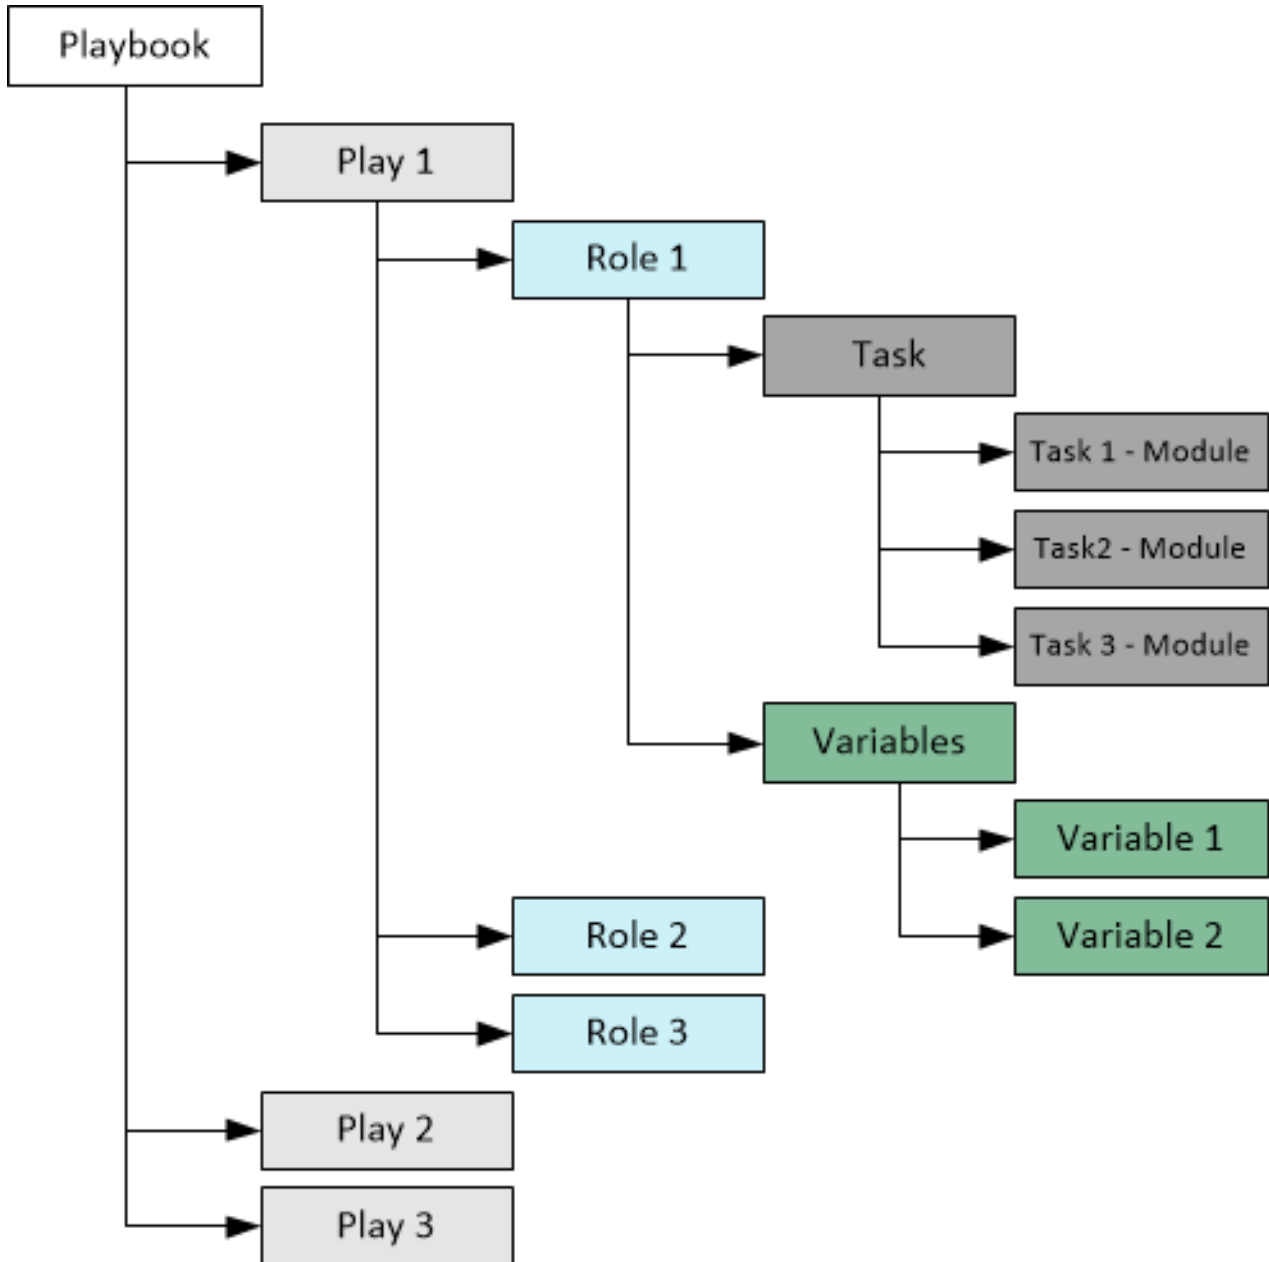 Playbook
Play 1
Role 1
Task
Task 1 - Module
Task2 - Module
Task 3 - Module
Variables
Variable 1
Role 2
Variable 2
Role 3
Play 2
Play 3